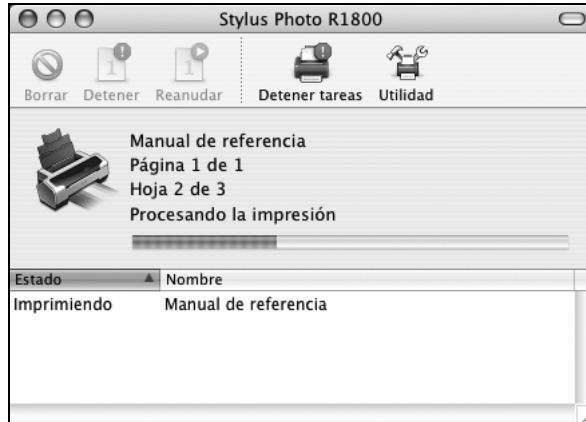 Stylus Photo R1800
Borrar Detener Reanudar Detener tareas Utilidad
Manual de referencia
Página 1 de 1
Hoja 2 de 3
Procesando la impresión
Estado Nombre
Imprimiendo Manual de referencia